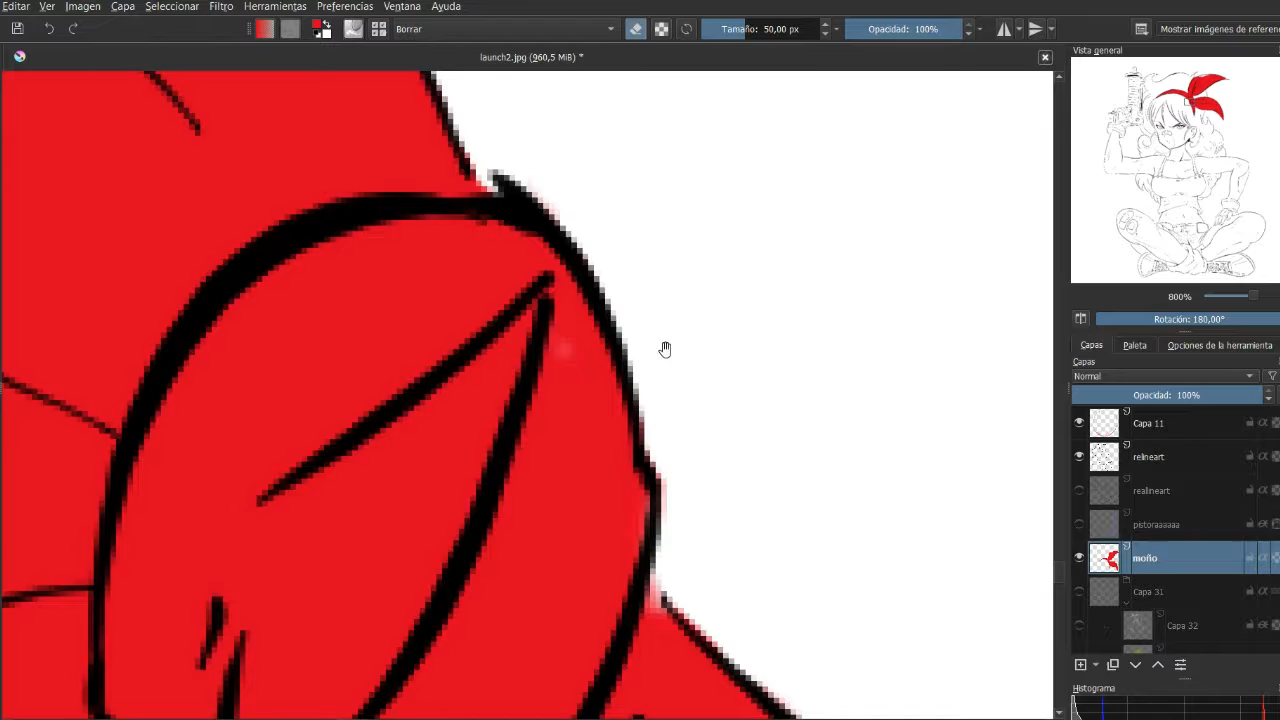 Editar Ver Imagen Capa Seleccionar Filtro Herramientas Preferencias Ventana Ayuda
Borrar
Tamaño: 50,00 px
Opacidad: 100%
Mostrar imágenes de referen
launch2.jpg (960,5 MiB) *
Vista general
800%
Rotación: 180,00°
Capas Paleta Opciones de la herramienta
Capas
Normal
Opacidad: 100%
Capa 11
relineart
realineart
pistoraaaaaa
moño
Capa 31
Capa 32
Histograma